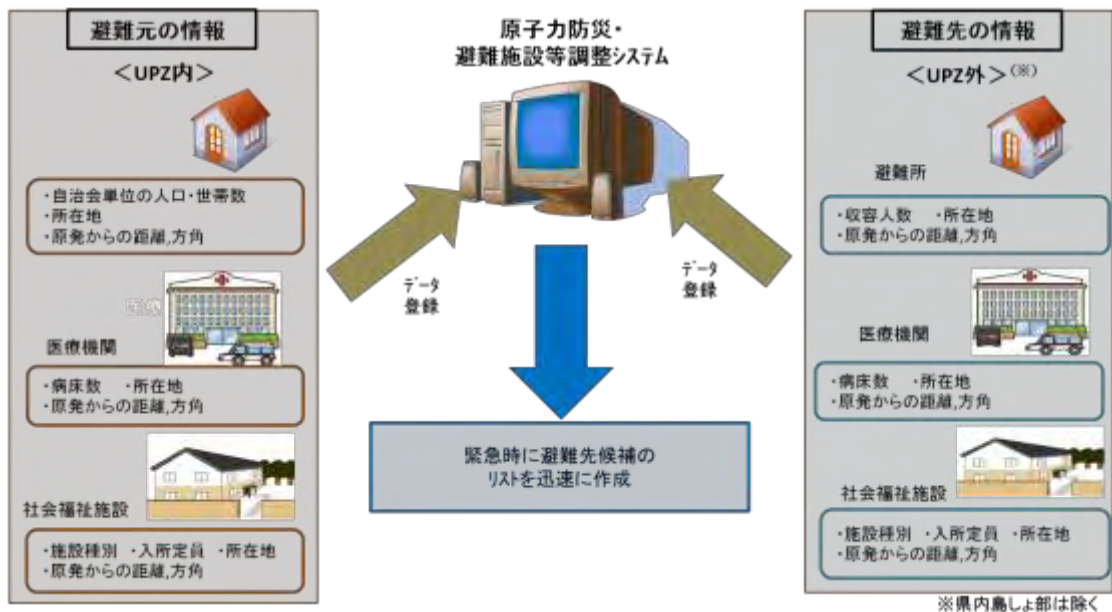 避難元の情報
＜UPZ内＞
・自治会単位の人口・世帯数
・所在地
・原発からの距離,方角
医療
医療機関
・病床数　・所在地
・原発からの距離,方角
社会福祉施設
・施設種別　・入所定員　・所在地
・原発からの距離,方角
原子力防災・
避難施設等調整システム
データ
登録
データ
登録
緊急時に避難先候補の
リストを迅速に作成
避難先の情報
＜UPZ外＞(※)
避難所
・収容人数　・所在地
・原発からの距離,方角
医療機関
・病床数　・所在地
・原発からの距離,方角
社会福祉施設
・施設種別　・入所定員　・所在地
・原発からの距離,方角
※県内島しょ部は除く